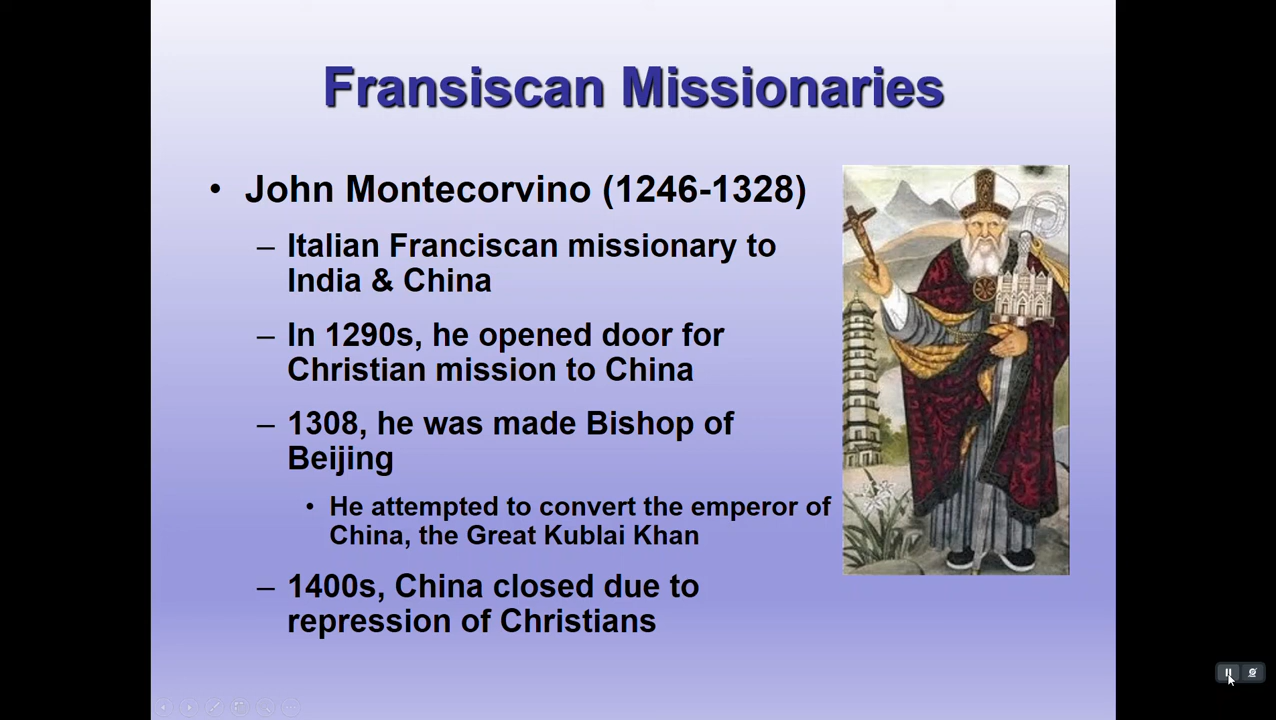 Fransiscan Missionaries
• John Montecorvino (1246-1328)
– Italian Franciscan missionary to
India & China
– In 1290s, he opened door for
Christian mission to China
– 1308, he was made Bishop of
Beijing
• He attempted to convert the emperor of
China, the Great Kublai Khan
– 1400s, China closed due to
repression of Christians